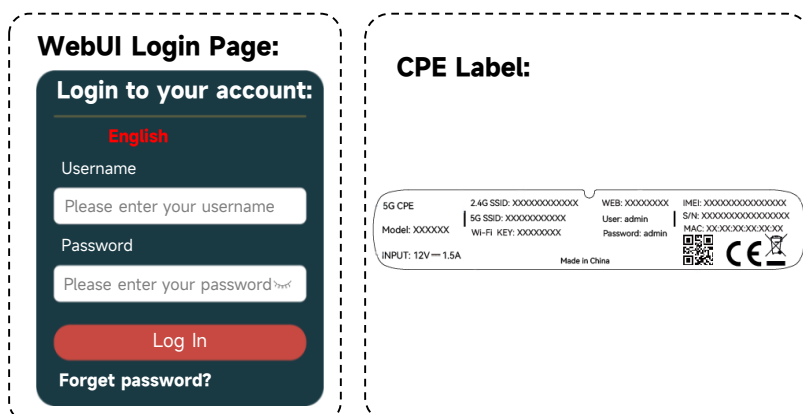 WebUI Login Page:
Login to your account:
English
Username
Please enter your username
Password
Please enter your password
Log In
Forget password?
CPE Label:
5G CPE
Model: XXXXXX
INPUT: 12V⎓1.5A
2.4G SSID: XXXXXXXXXXXX
5G SSID: XXXXXXXXXXX
Wi-Fi KEY: XXXXXXXX
WEB: XXXXXXXX
User: admin
Password: admin
Made in China
IMEI: XXXXXXXXXXXXXXX
S/N: XXXXXXXXXXXXXXXX
MAC: XX:XX:XX:XX:XX:XX
CE